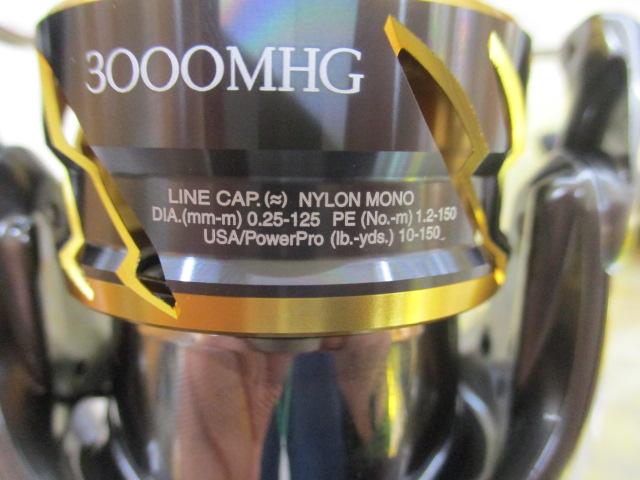 3000MHG
LINE CAP.(≈) NYLON MONO
DIA.(mm-m) 0.25-125 PE (No.-m) 1.2-150
USA/PowerPro (lb.-yds.) 10-150